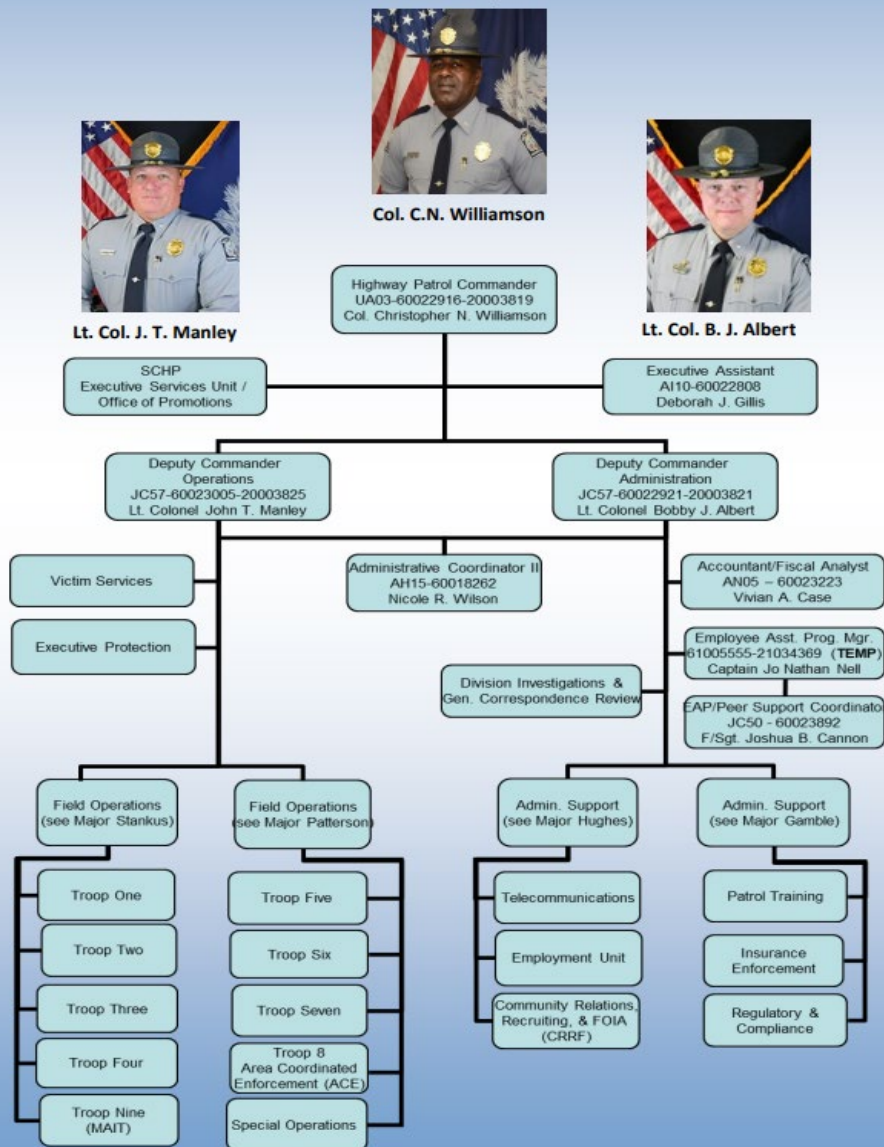 Col. C.N. Williamson
Lt. Col. J. T. Manley
Lt. Col. B. J. Albert
Highway Patrol Commander
UA03-60022916-20003819
Col. Christopher N. Williamson
SCHP
Executive Services Unit /
Office of Promotions
Executive Assistant
AI10-60022808
Deborah J. Gillis
Deputy Commander
Operations
JC57-60023005-20003825
Lt. Colonel John T. Manley
Deputy Commander
Administration
JC57-60022921-20003821
Lt. Colonel Bobby J. Albert
Victim Services
Administrative Coordinator II
AH15-60018262
Nicole R. Wilson
Accountant/Fiscal Analyst
AN05 – 60023223
Vivian A. Case
Executive Protection
Employee Asst. Prog. Mgr.
61005555-21034369 (TEMP)
Captain Jo Nathan Nell
Division Investigations &
Gen. Correspondence Review
EAP/Peer Support Coordinator
JC50 - 60023892
F/Sgt. Joshua B. Cannon
Field Operations
(see Major Stankus)
Field Operations
(see Major Patterson)
Admin. Support
(see Major Hughes)
Admin. Support
(see Major Gamble)
Troop One
Troop Two
Troop Three
Troop Four
Troop Nine
(MAIT)
Troop Five
Troop Six
Troop Seven
Troop 8
Area Coordinated
Enforcement (ACE)
Special Operations
Telecommunications
Employment Unit
Community Relations,
Recruiting, & FOIA
(CRRF)
Patrol Training
Insurance
Enforcement
Regulatory &
Compliance